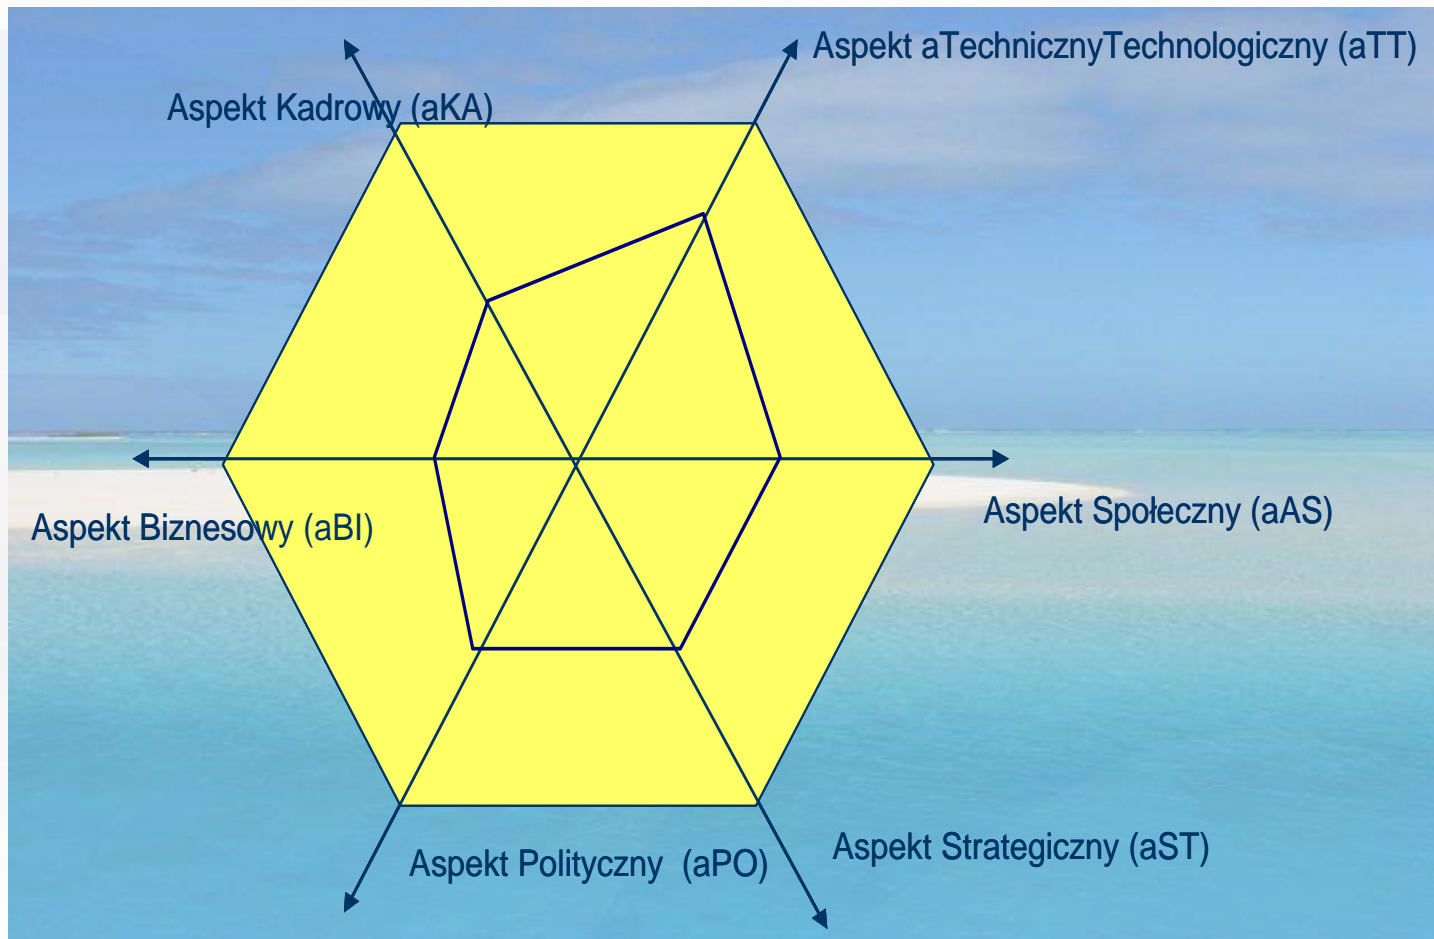 Aspekt aTechnicznyTechnologiczny (aTT)
Aspekt Kadrowy (aKA)
Aspekt Społeczny (aAS)
Aspekt Biznesowy (aBI)
Aspekt Strategiczny (aST)
Aspekt Polityczny (aPO)